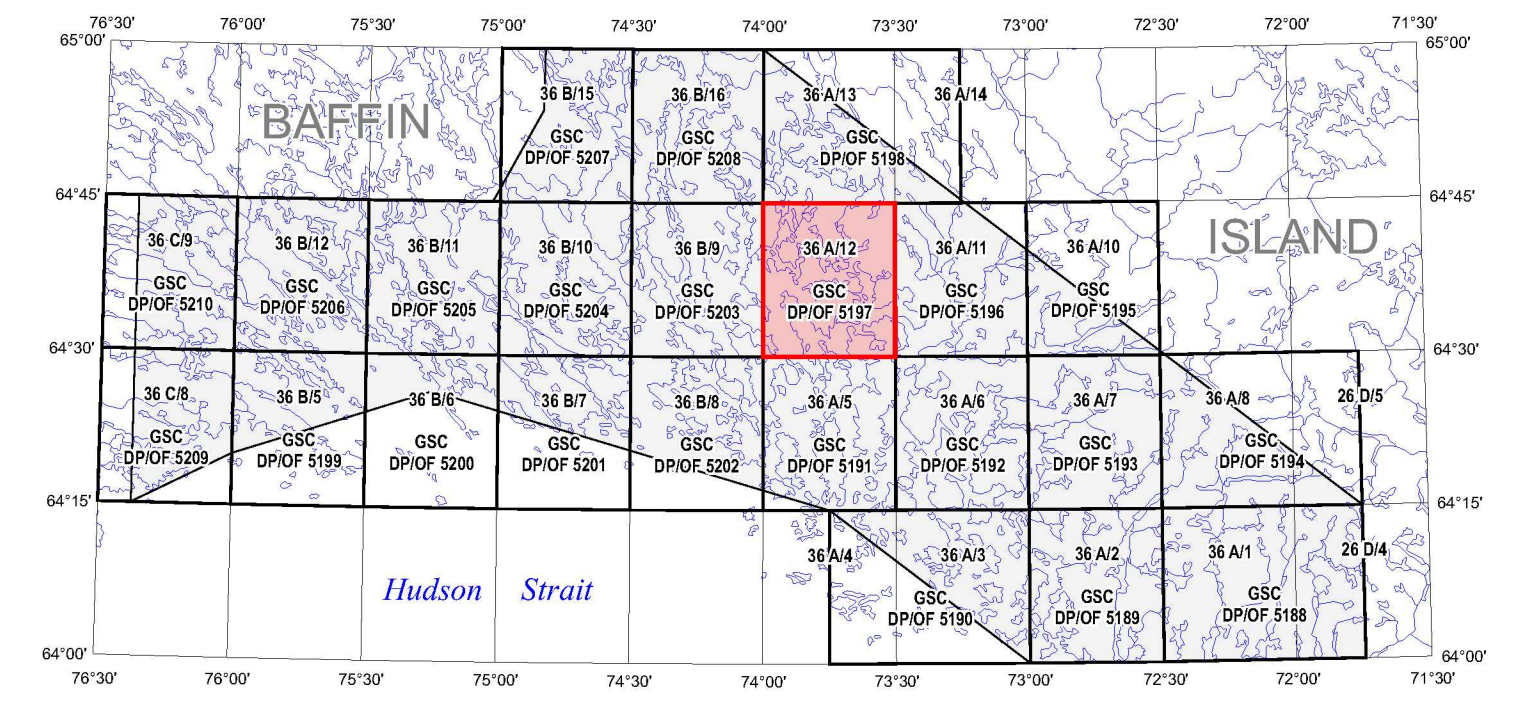 76°30' 76°00' 75°30' 75°00' 74°30' 74°00' 73°30' 73°00' 72°30' 72°00' 71°30'
65°00' 65°00'
36 B/15 36 B/16 36 A/13 36 A/14
BAFFIN
GSC GSC GSC
DP/OF 5207 DP/OF 5208 DP/OF 5198
64°45' 64°45'
36 C/9 36 B/12 36 B/11 36 B/10 36 B/9 36 A/12 36 A/11 36 A/10
ISLAND
GSC GSC GSC GSC GSC GSC GSC GSC
DP/OF 5210 DP/OF 5206 DP/OF 5205 DP/OF 5204 DP/OF 5203 DP/OF 5197 DP/OF 5196 DP/OF 5195
64°30' 64°30'
36 C/8 36 B/5 36 B/6 36 B/7 36 B/8 36 A/5 36 A/6 36 A/7 36 A/8 26 D/5
GSC GSC GSC GSC GSC GSC GSC GSC GSC
DP/OF 5209 DP/OF 5199 DP/OF 5200 DP/OF 5201 DP/OF 5202 DP/OF 5191 DP/OF 5192 DP/OF 5193 DP/OF 5194
64°15' 64°15'
36 A/4 36 A/3 36 A/2 36 A/1 26 D/4
Hudson Strait
GSC GSC GSC
DP/OF 5190 DP/OF 5189 DP/OF 5188
64°00' 64°00'
76°30' 76°00' 75°30' 75°00' 74°30' 74°00' 73°30' 73°00' 72°30' 72°00' 71°30'